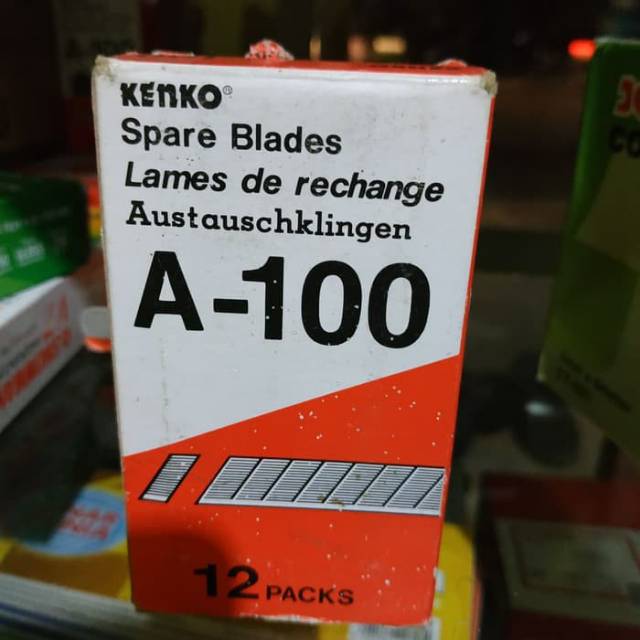 KENKO®
Spare Blades
Lames de rechange
Austauschklingen
A-100
12 PACKS